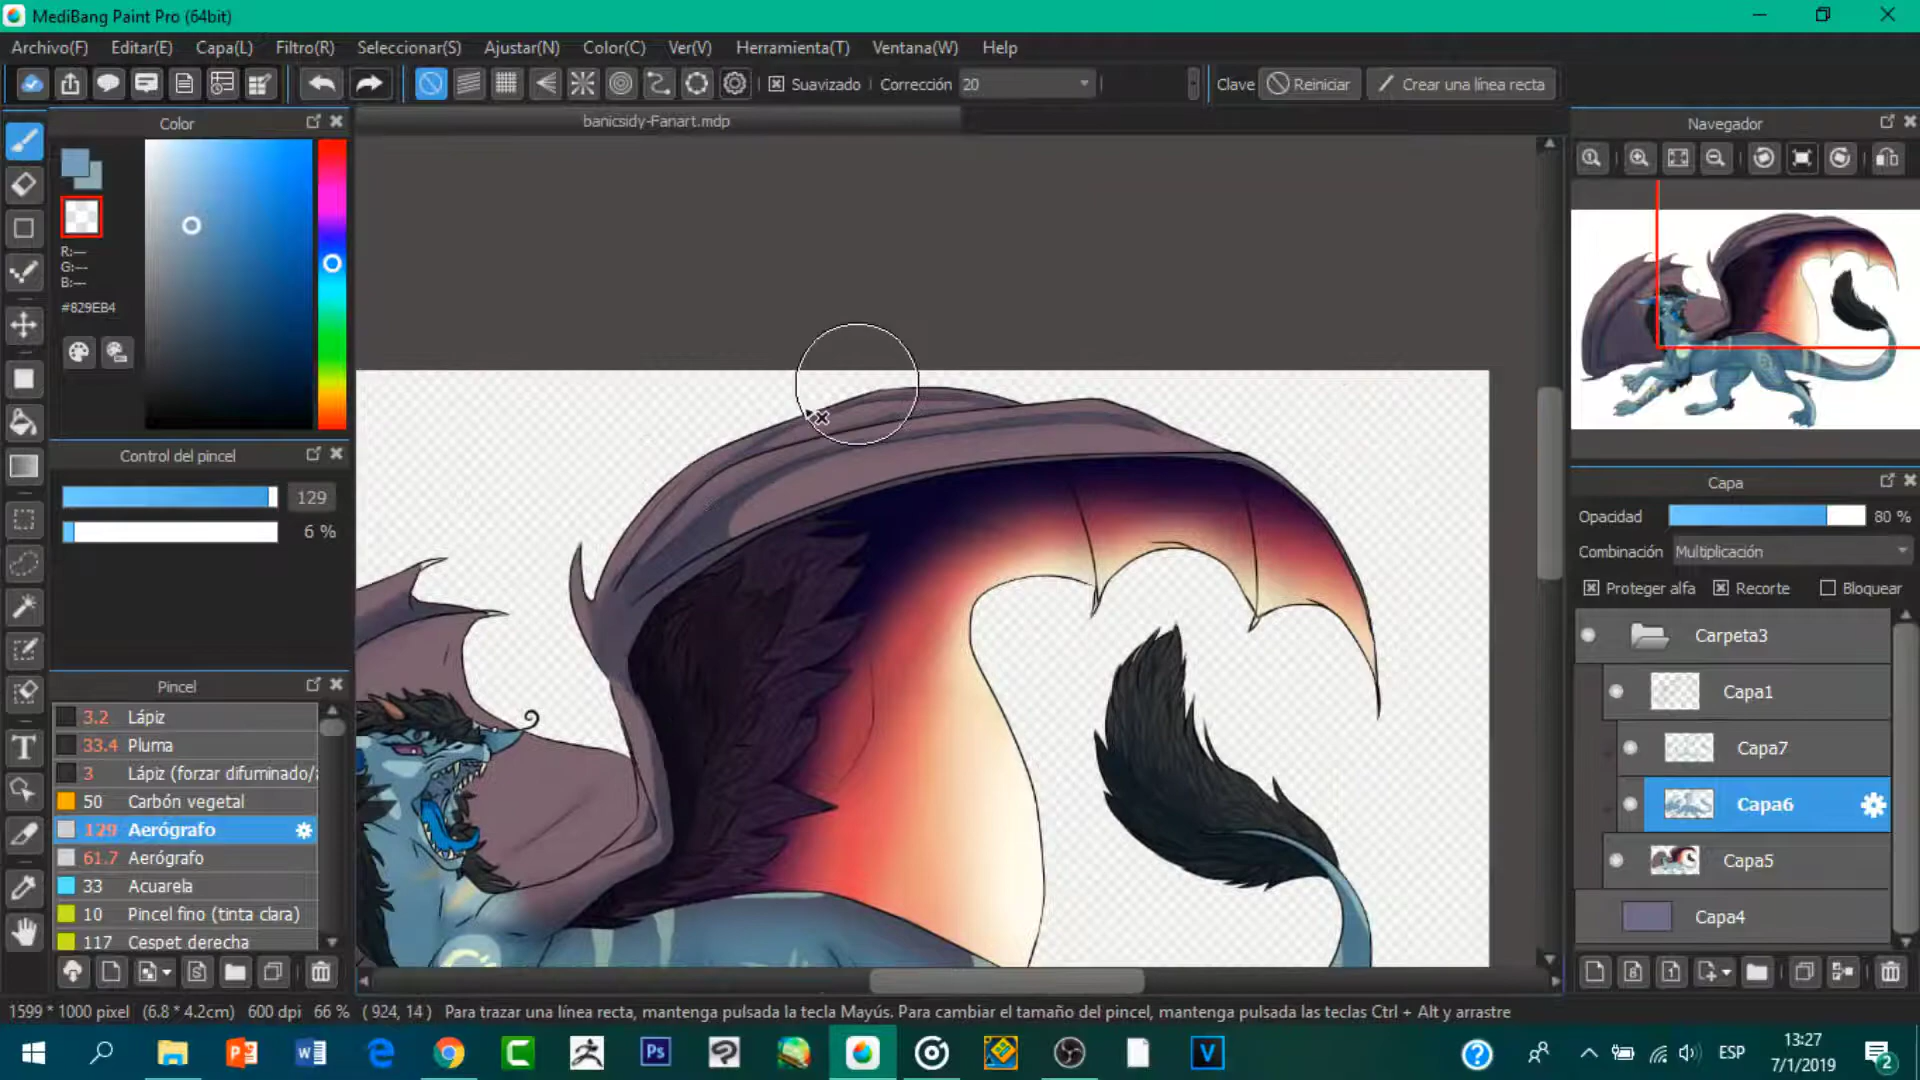 MediBang Paint Pro (64bit)
Archivo(F) Editar(E) Capa(L) Filtro(R) Seleccionar(S) Ajustar(N) Color(C) Ver(V) Herramienta(T) Ventana(W) Help
Suavizado Corrección 20 Clave Reiniciar Crear una línea recta
Color
banicsidy-Fanart.mdp
Navegador
R:---
G:---
B:---
#829EB4
Control del pincel
129
6 %
Capa
Opacidad 80 %
Combinación Multiplicación
Proteger alfa Recorte Bloquear
Carpeta3
Capa1
Capa7
Capa6
Capa5
Capa4
Pincel
3.2 Lápiz
33.4 Pluma
3 Lápiz (forzar difuminado/
50 Carbón vegetal
129 Aerógrafo
61.7 Aerógrafo
33 Acuarela
10 Pincel fino (tinta clara)
117 Cespet derecha
1599 * 1000 pixel (6.8 * 4.2cm) 600 dpi 66 % ( 924, 14 ) Para trazar una línea recta, mantenga pulsada la tecla Mayús. Para cambiar el tamaño del pincel, mantenga pulsadas las teclas Ctrl + Alt y arrastre
ESP
13:27
7/1/2019
2